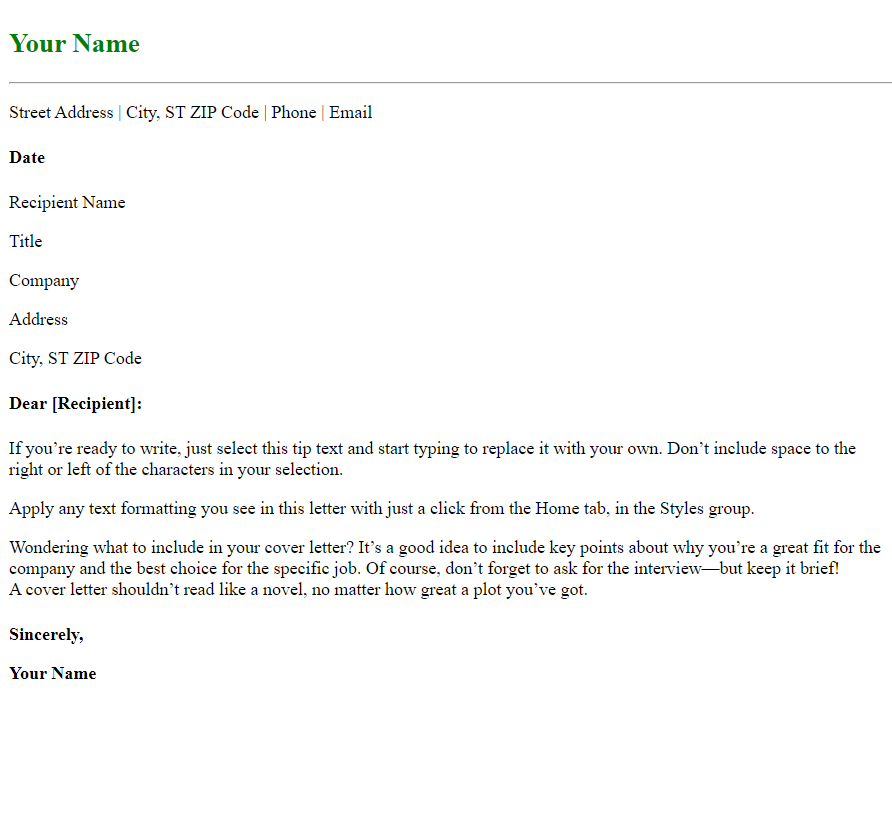 Your Name
Street Address | City, ST ZIP Code | Phone | Email
Date
Recipient Name
Title
Company
Address
City, ST ZIP Code
Dear [Recipient]:
If you’re ready to write, just select this tip text and start typing to replace it with your own. Don’t include space to the
right or left of the characters in your selection.
Apply any text formatting you see in this letter with just a click from the Home tab, in the Styles group.
Wondering what to include in your cover letter? It’s a good idea to include key points about why you’re a great fit for the
company and the best choice for the specific job. Of course, don’t forget to ask for the interview—but keep it brief!
A cover letter shouldn’t read like a novel, no matter how great a plot you’ve got.
Sincerely,
Your Name